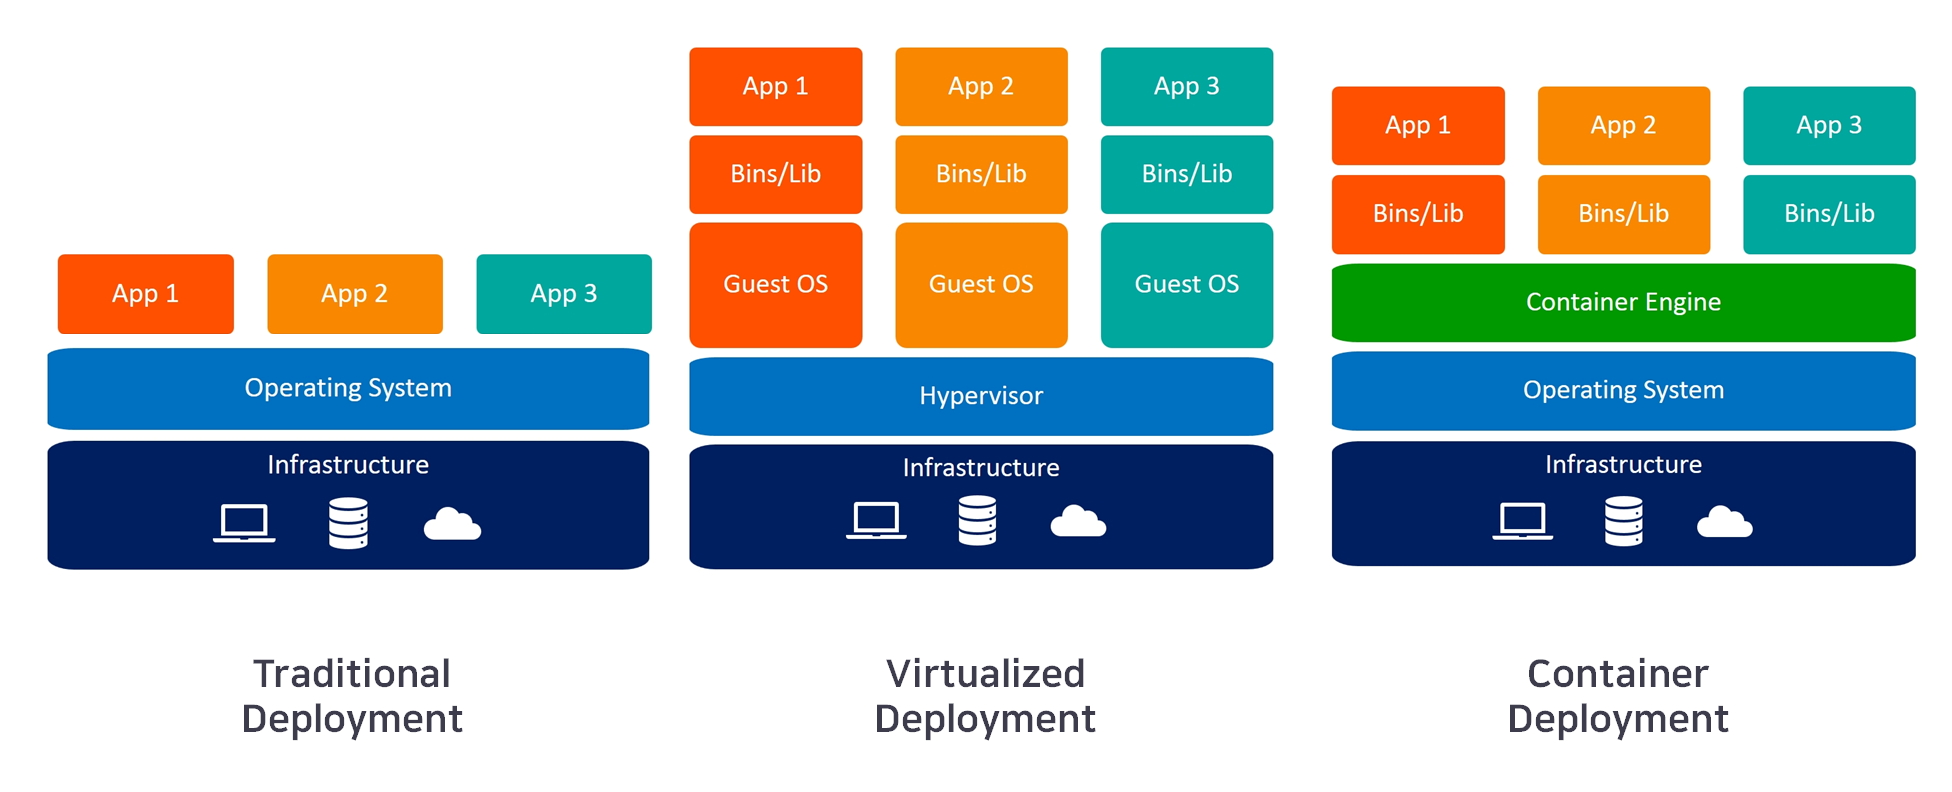 App 1
App 2
App 3
Operating System
Infrastructure
Traditional
Deployment
App 1
App 2
App 3
Bins/Lib
Bins/Lib
Bins/Lib
Guest OS
Guest OS
Guest OS
Hypervisor
Infrastructure
Virtualized
Deployment
App 1
App 2
App 3
Bins/Lib
Bins/Lib
Bins/Lib
Container Engine
Operating System
Infrastructure
Container
Deployment